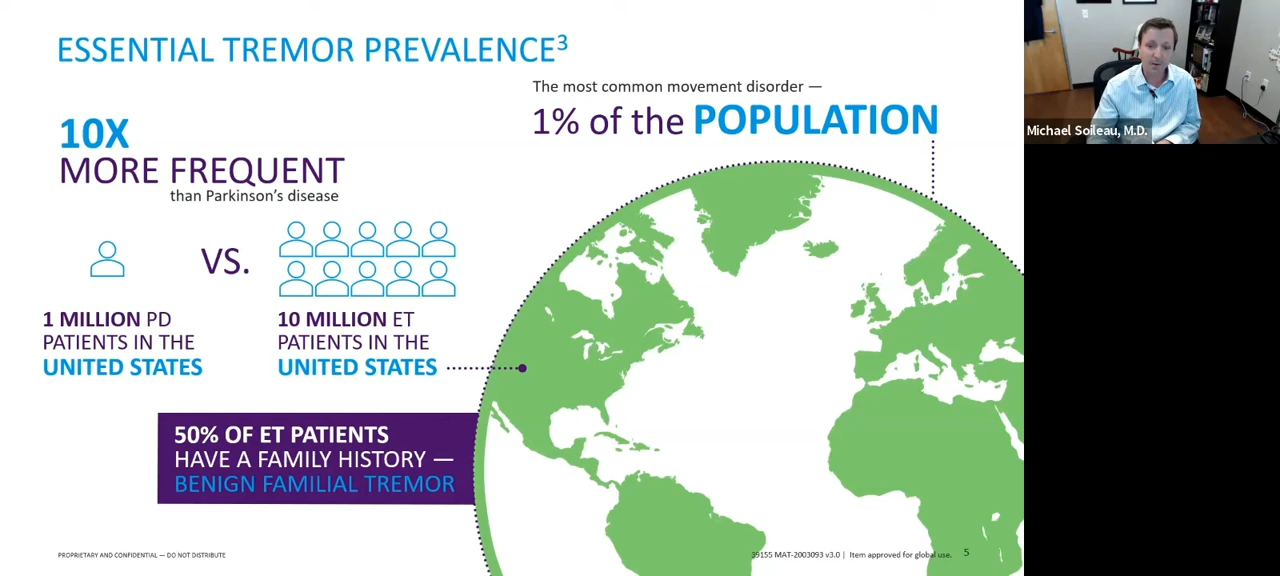 ESSENTIAL TREMOR PREVALENCE³
The most common movement disorder —
1% of the POPULATION
10X
MORE FREQUENT
than Parkinson's disease
VS.
1 MILLION PD
PATIENTS IN THE
UNITED STATES
10 MILLION ET
PATIENTS IN THE
UNITED STATES
50% OF ET PATIENTS
HAVE A FAMILY HISTORY —
BENIGN FAMILIAL TREMOR
PROPRIETARY AND CONFIDENTIAL — DO NOT DISTRIBUTE
39155 MAT-2003093 v3.0 | Item approved for global use.
5
Michael Soileau, M.D.